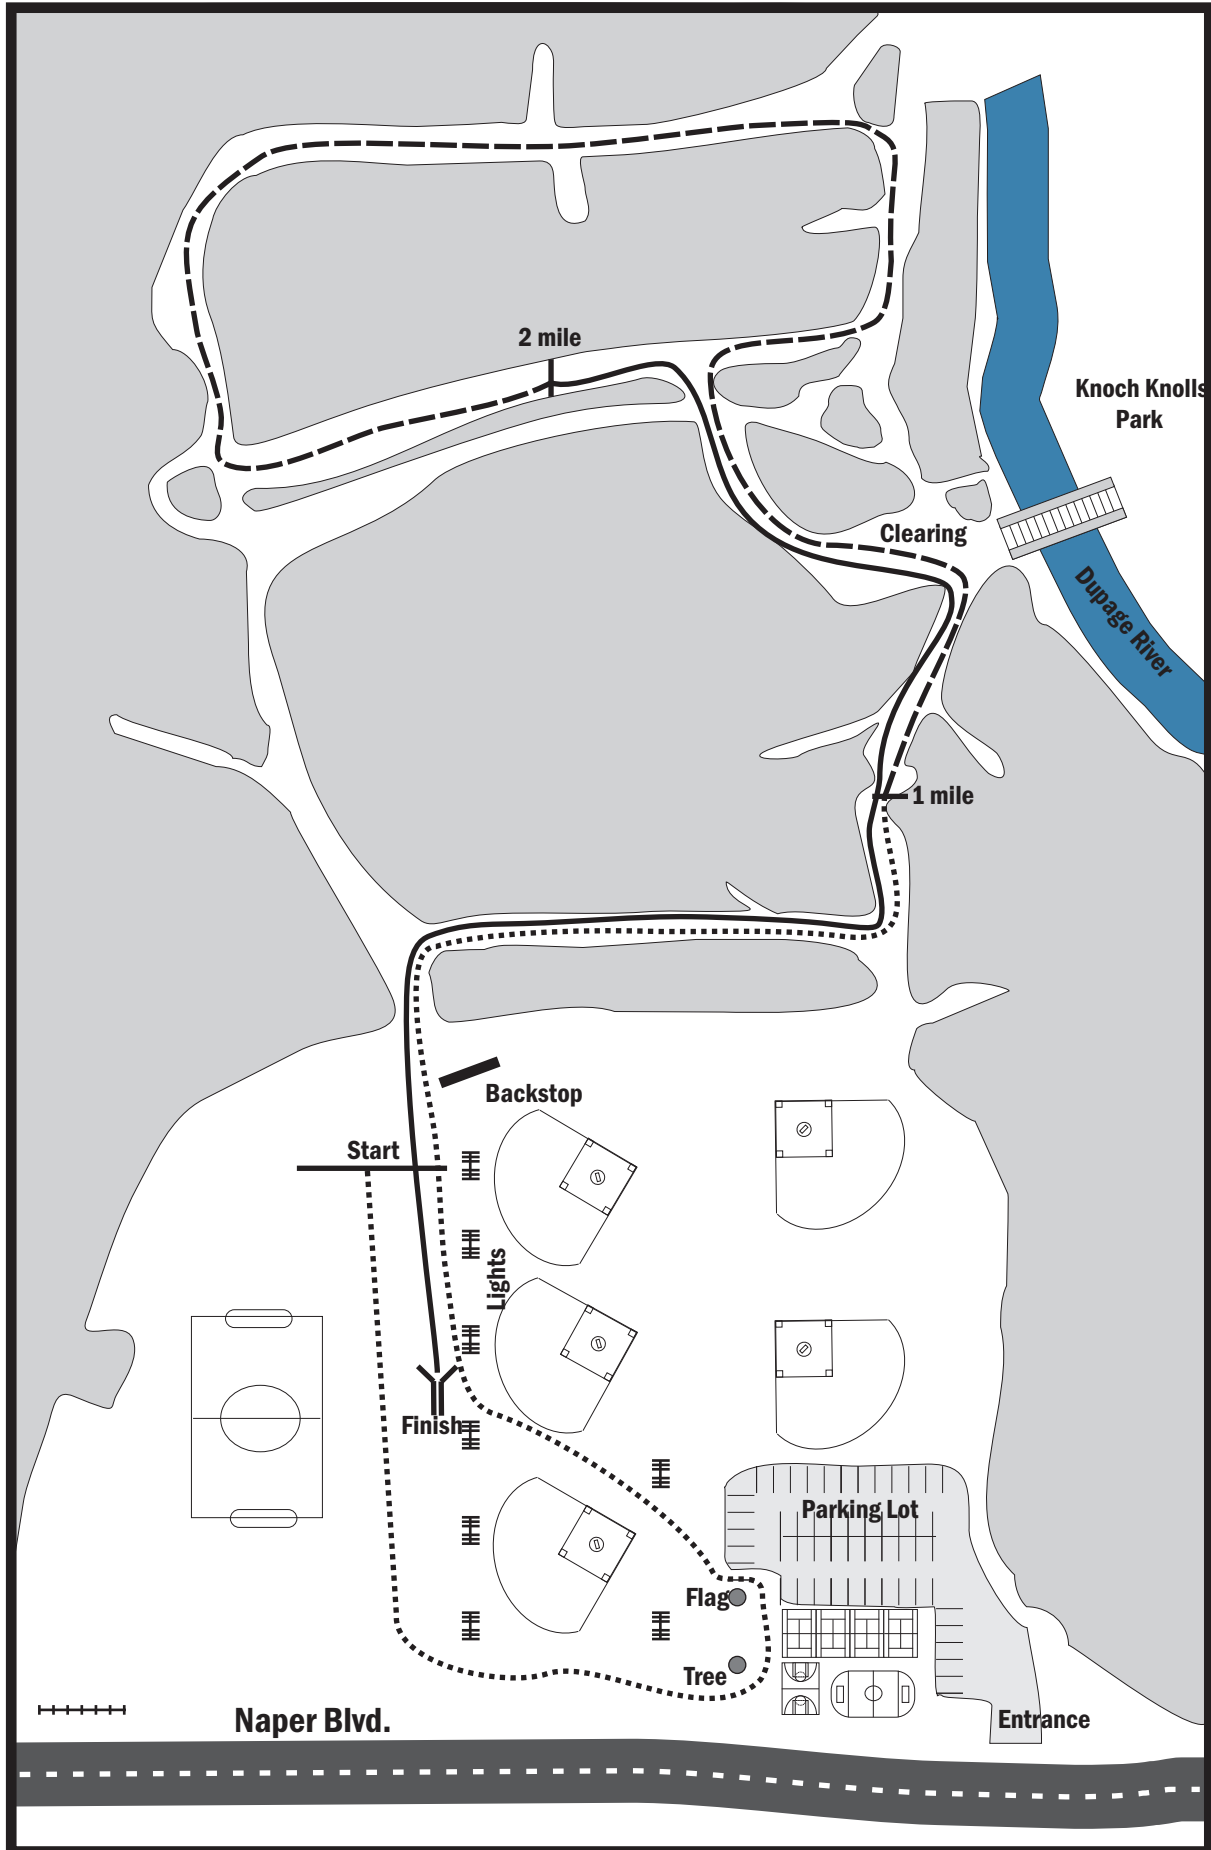 2 mile
Knoch Knolls
Park
Clearing
Dupage River
1 mile
Backstop
Start
Lights
Finish
Parking Lot
Flag
Tree
Naper Blvd.
Entrance